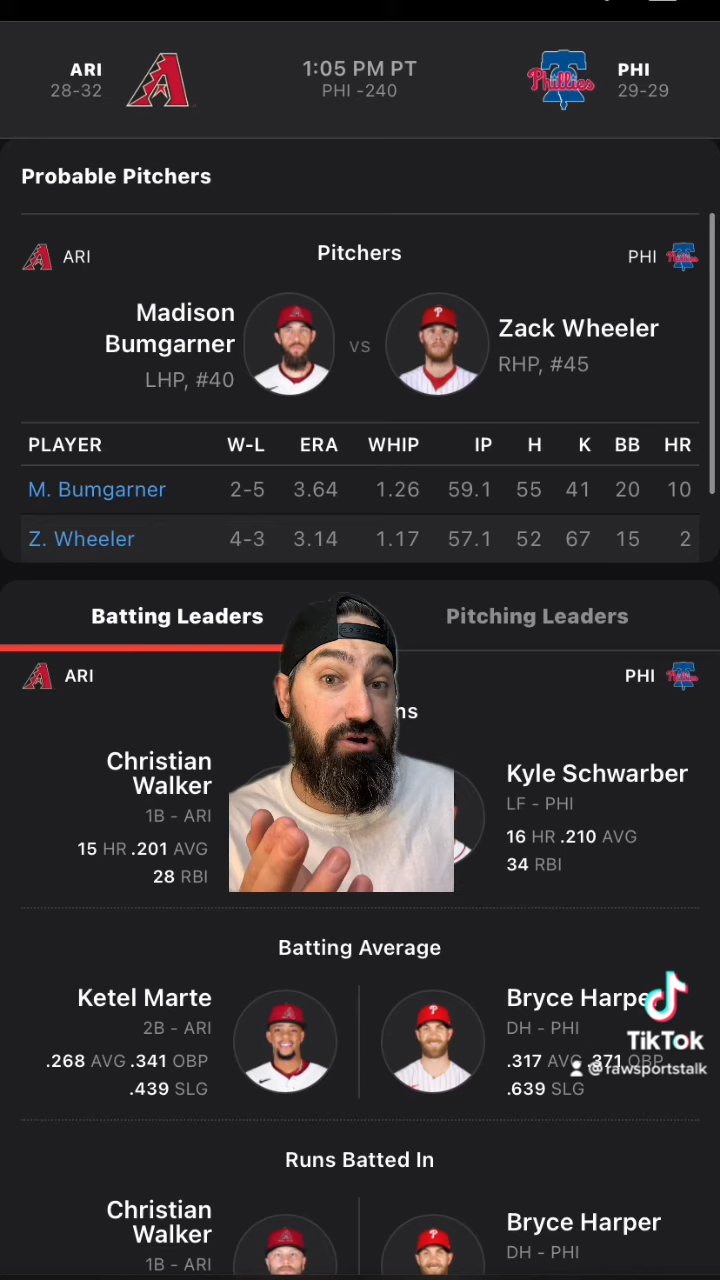 ARI
28-32
1:05 PM PT
PHI -240
Phillies
PHI
29-29
Probable Pitchers
ARI
Pitchers
PHI
Madison
Bumgarner
LHP, #40
vs
Zack Wheeler
RHP, #45
PLAYER W-L ERA WHIP IP H K BB HR
M. Bumgarner 2-5 3.64 1.26 59.1 55 41 20 10
Z. Wheeler 4-3 3.14 1.17 57.1 52 67 15 2
Batting Leaders
Pitching Leaders
ARI
PHI
Christian
Walker
1B - ARI
15 HR .201 AVG
28 RBI
Kyle Schwarber
LF - PHI
16 HR .210 AVG
34 RBI
Batting Average
Ketel Marte
2B - ARI
.268 AVG .341 OBP
.439 SLG
Bryce Harper
DH - PHI
.317 AVG .371 OBP
.639 SLG
TikTok
@rawsportstalk
Runs Batted In
Christian
Walker
1B - ARI
Bryce Harper
DH - PHI